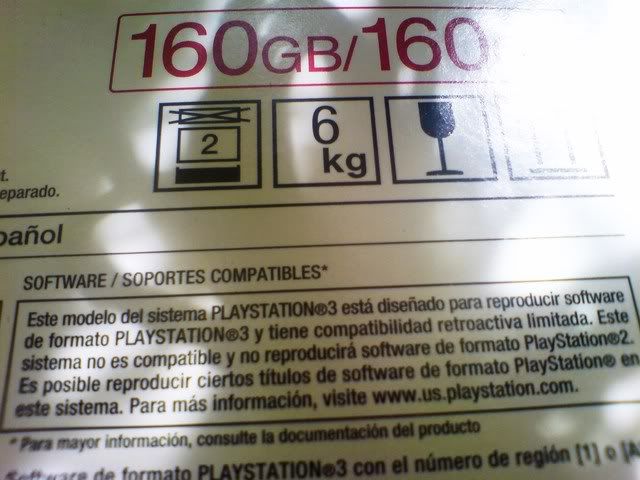 160GB/160
2
6
kg
t.
eparado.
pañol
SOFTWARE / SOPORTES COMPATIBLES*
Este modelo del sistema PLAYSTATION®3 está diseñado para reproducir software
de formato PLAYSTATION®3 y tiene compatibilidad retroactiva limitada. Este
sistema no es compatible y no reproducirá software de formato PlayStation®2.
Es posible reproducir ciertos títulos de software de formato PlayStation® en
este sistema. Para más información, visite www.us.playstation.com.
* Para mayor información, consulte la documentación del producto
Software de formato PLAYSTATION®3 con el número de región [1] o [A